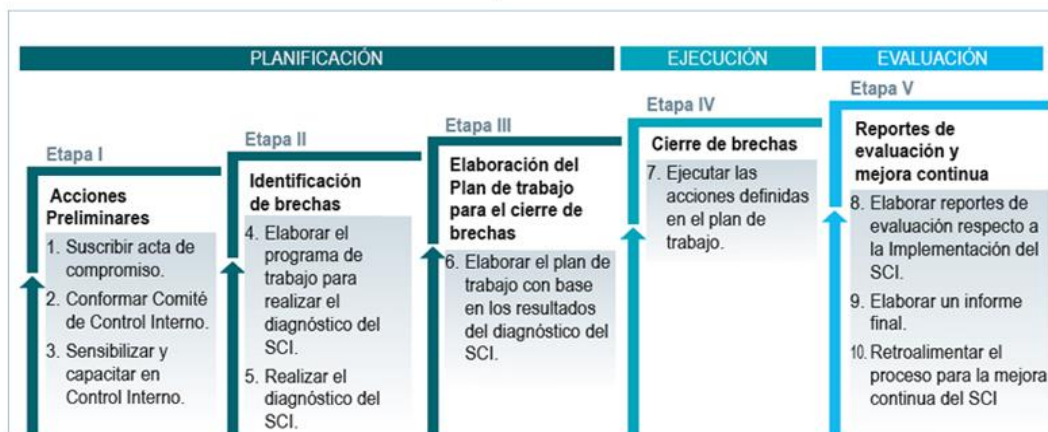 PLANIFICACIÓN
EJECUCIÓN
EVALUACIÓN
Etapa I
Acciones
Preliminares
1. Suscribir acta de
compromiso.
2. Conformar Comité
de Control Interno.
3. Sensibilizar y
capacitar en
Control Interno.
Etapa II
Identificación
de brechas
4. Elaborar el
programa de
trabajo para
realizar el
diagnóstico del
SCI.
5. Realizar el
diagnóstico del
SCI.
Etapa III
Elaboración del
Plan de trabajo
para el cierre de
brechas
6. Elaborar el plan de
trabajo con base
en los resultados
del diagnóstico del
SCI.
Etapa IV
Cierre de brechas
7. Ejecutar las
acciones definidas
en el plan de
trabajo.
Etapa V
Reportes de
evaluación y
mejora continua
8. Elaborar reportes de
evaluación respecto a
la Implementación del
SCI.
9. Elaborar un informe
final.
10. Retroalimentar el
proceso para la mejora
continua del SCI